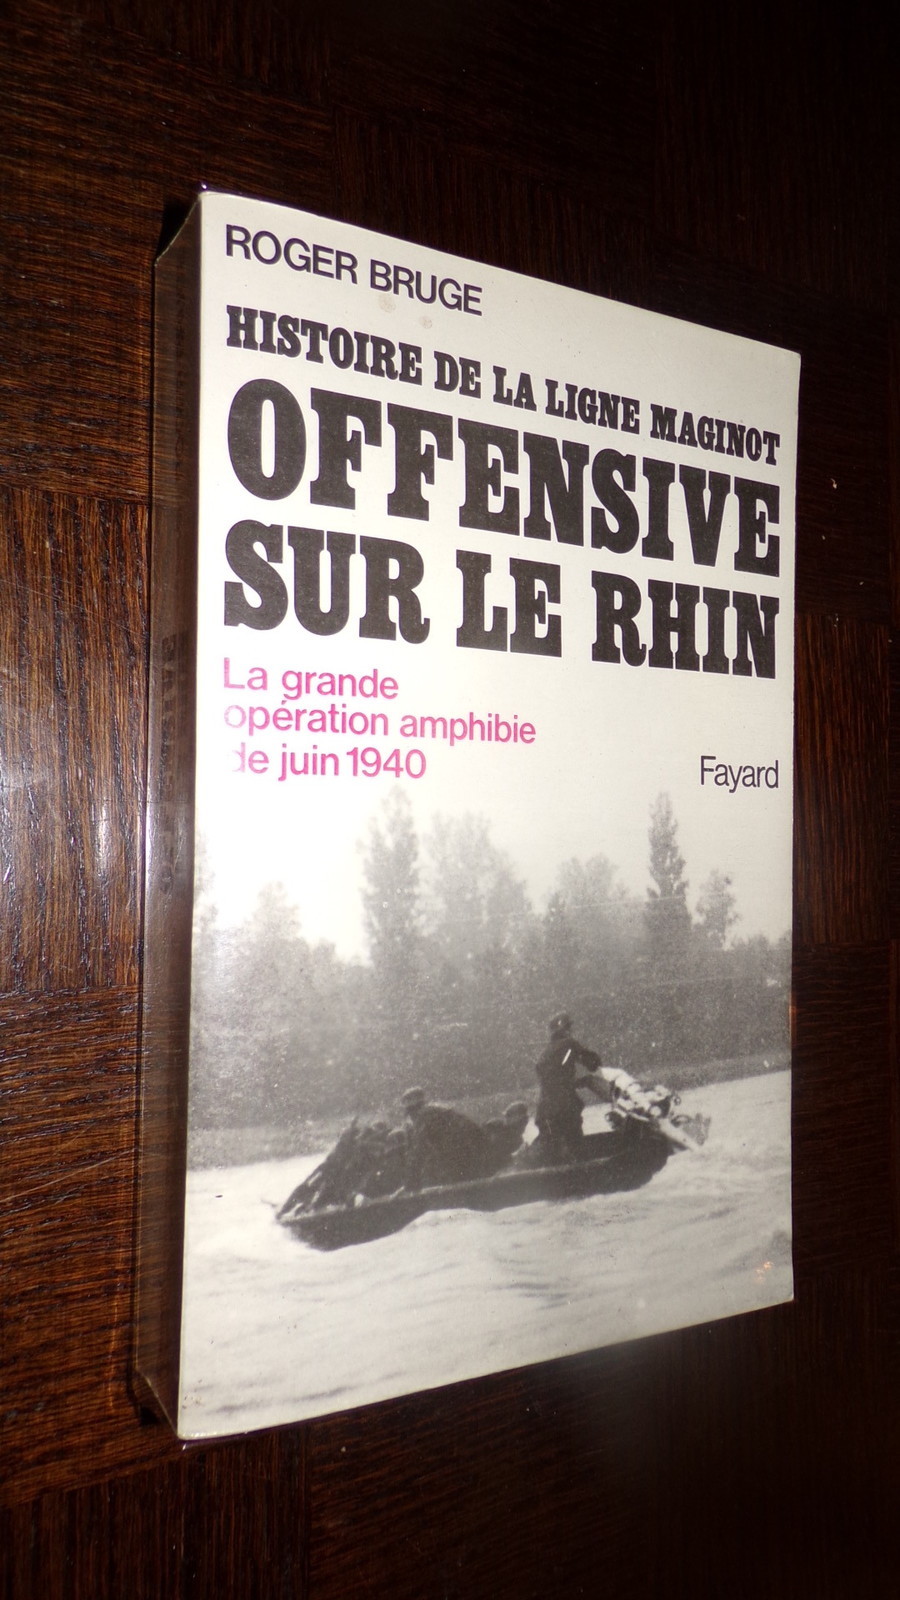 ROGER BRUGE
HISTOIRE DE LA LIGNE MAGINOT
OFFENSIVE
SUR LE RHIN
La grande
opération amphibie
de juin 1940
Fayard